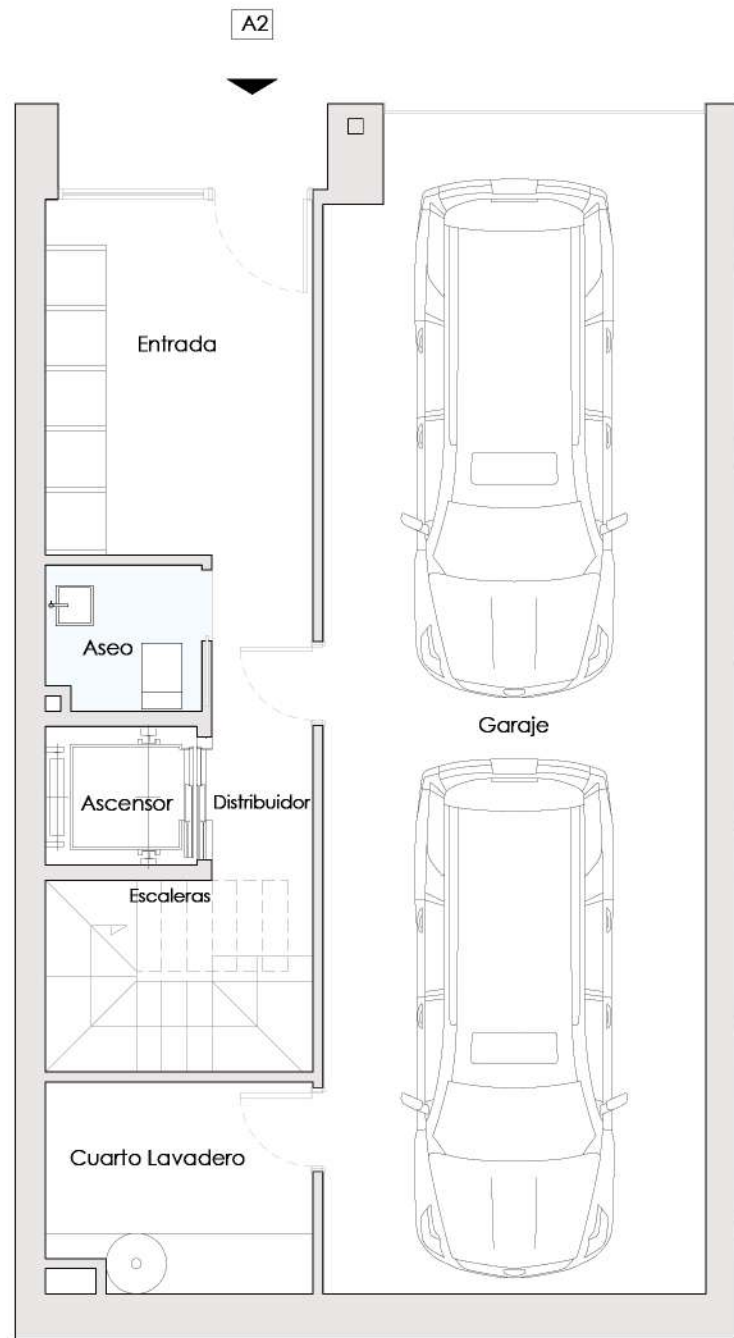 A2
Entrada
Aseo
Garaje
Ascensor
Distribuidor
Escaleras
Cuarto Lavadero